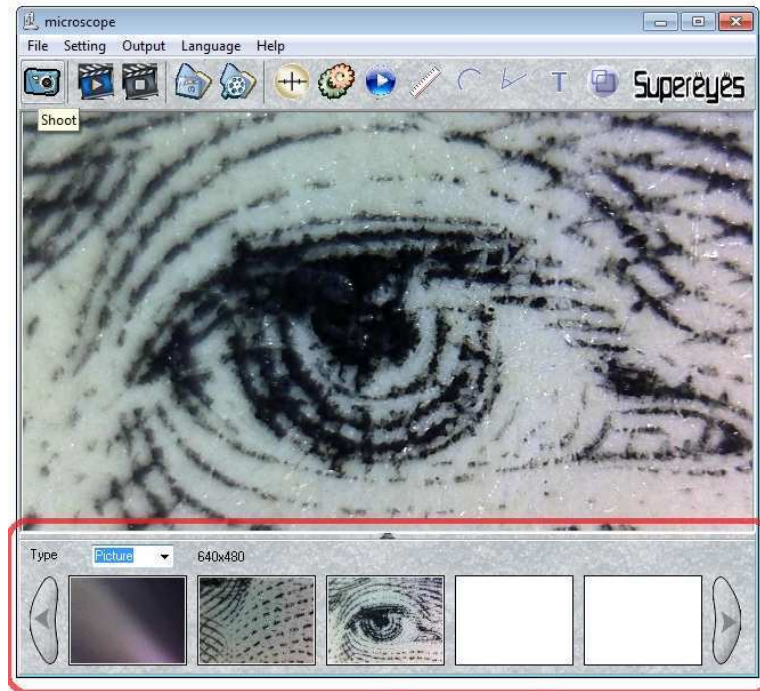 microscope
File Setting Output Language Help
T Supereyes
Shoot
Type Picture 640x480